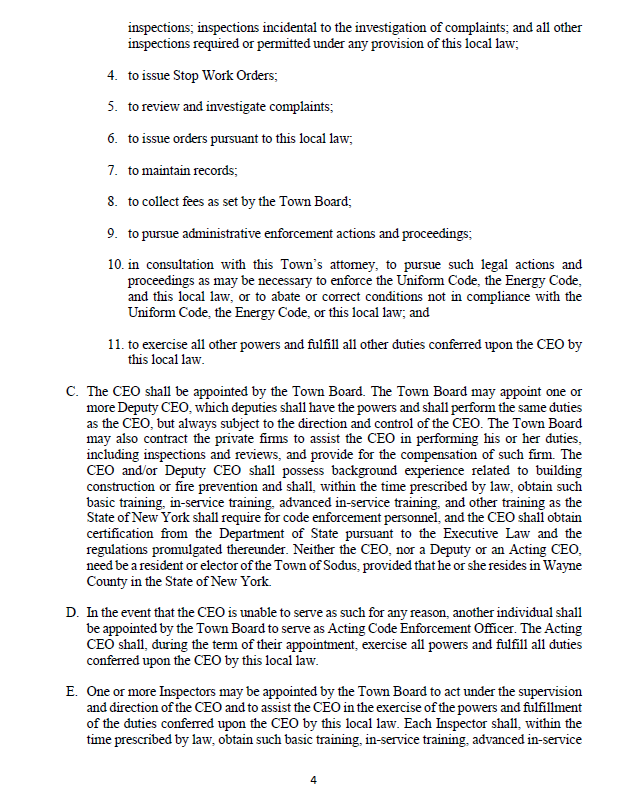 inspections; inspections incidental to the investigation of complaints; and all other
inspections required or permitted under any provision of this local law;
4. to issue Stop Work Orders;
5. to review and investigate complaints;
6. to issue orders pursuant to this local law;
7. to maintain records;
8. to collect fees as set by the Town Board;
9. to pursue administrative enforcement actions and proceedings;
10. in consultation with this Town's attorney, to pursue such legal actions and
proceedings as may be necessary to enforce the Uniform Code, the Energy Code,
and this local law, or to abate or correct conditions not in compliance with the
Uniform Code, the Energy Code, or this local law; and
11. to exercise all other powers and fulfill all other duties conferred upon the CEO by
this local law.
C. The CEO shall be appointed by the Town Board. The Town Board may appoint one or
more Deputy CEO, which deputies shall have the powers and shall perform the same duties
as the CEO, but always subject to the direction and control of the CEO. The Town Board
may also contract the private firms to assist the CEO in performing his or her duties,
including inspections and reviews, and provide for the compensation of such firm. The
CEO and/or Deputy CEO shall possess background experience related to building
construction or fire prevention and shall, within the time prescribed by law, obtain such
basic training, in-service training, advanced in-service training, and other training as the
State of New York shall require for code enforcement personnel, and the CEO shall obtain
certification from the Department of State pursuant to the Executive Law and the
regulations promulgated thereunder. Neither the CEO, nor a Deputy or an Acting CEO,
need be a resident or elector of the Town of Sodus, provided that he or she resides in Wayne
County in the State of New York.
D. In the event that the CEO is unable to serve as such for any reason, another individual shall
be appointed by the Town Board to serve as Acting Code Enforcement Officer. The Acting
CEO shall, during the term of their appointment, exercise all powers and fulfill all duties
conferred upon the CEO by this local law.
E. One or more Inspectors may be appointed by the Town Board to act under the supervision
and direction of the CEO and to assist the CEO in the exercise of the powers and fulfillment
of the duties conferred upon the CEO by this local law. Each Inspector shall, within the
time prescribed by law, obtain such basic training, in-service training, advanced in-service
4